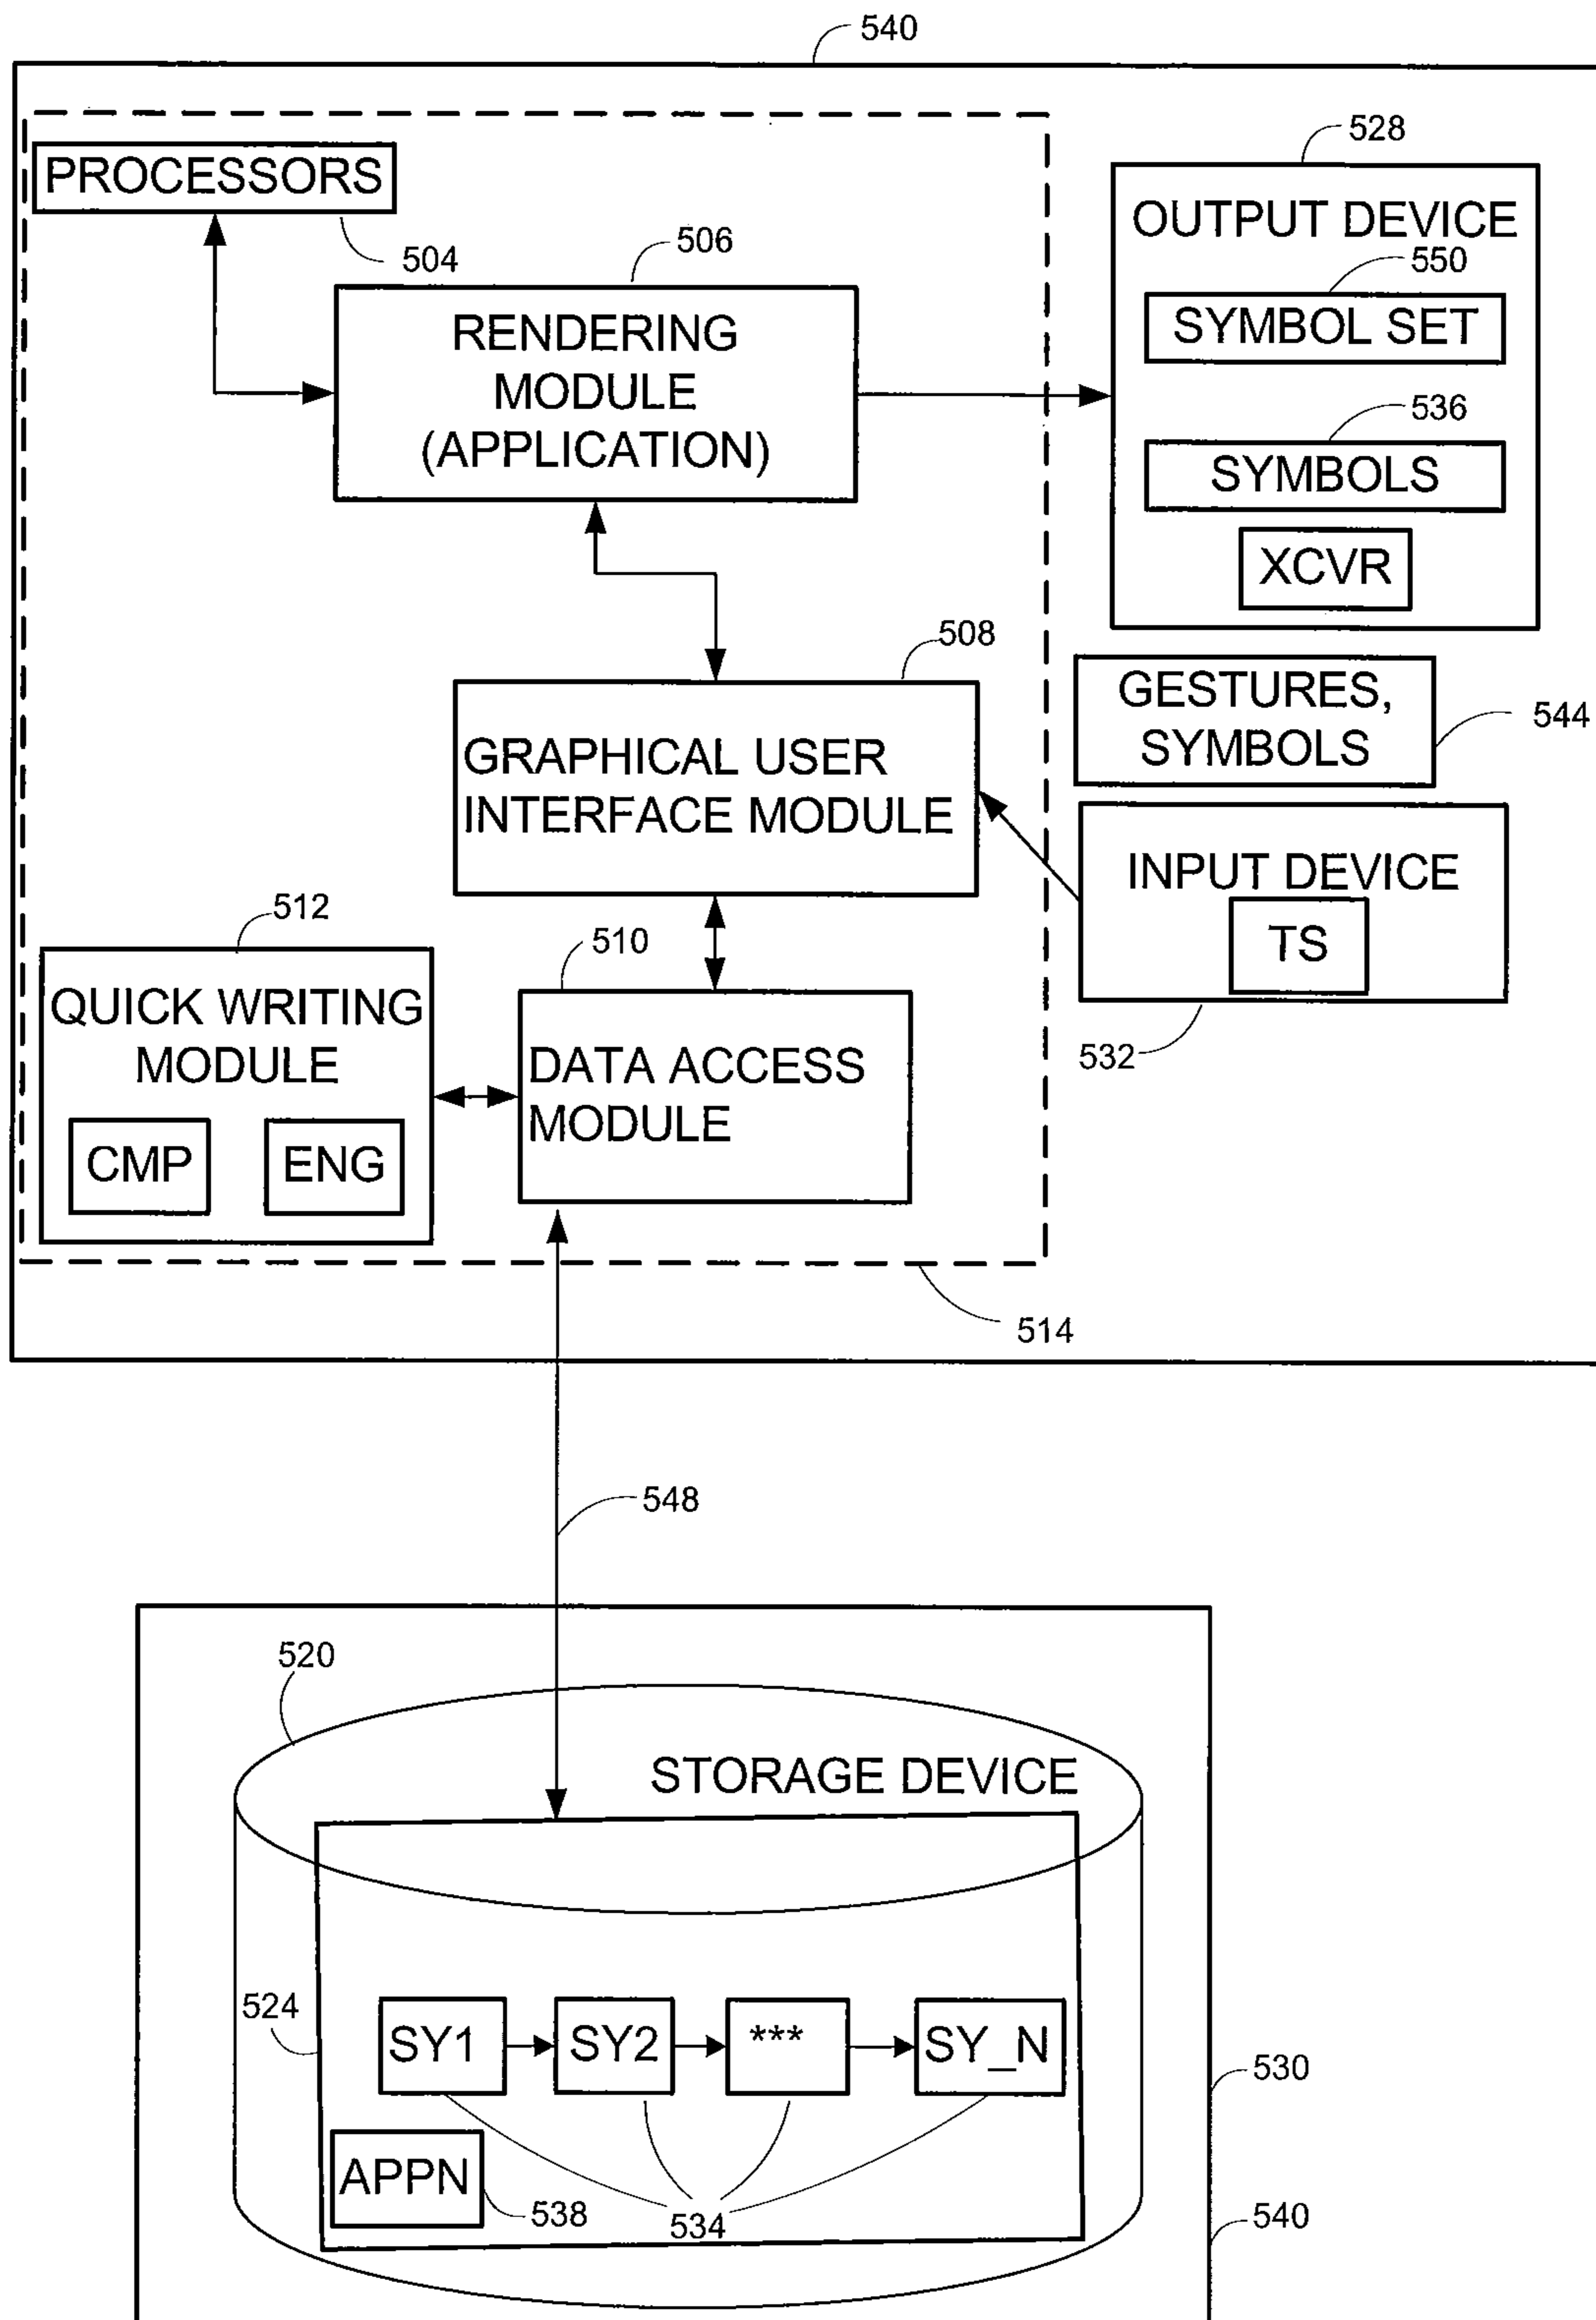 540
528
PROCESSORS
OUTPUT DEVICE
506
504
550
RENDERING
MODULE
(APPLICATION)
SYMBOL SET
536
SYMBOLS
XCVR
508
GESTURES,
SYMBOLS
544
GRAPHICAL USER
INTERFACE MODULE
INPUT DEVICE
TS
532
512
510
QUICK WRITING
MODULE
CMP
ENG
DATA ACCESS
MODULE
514
548
520
STORAGE DEVICE
524
SY1
SY2
***
SY_N
530
APPN
538
534
540